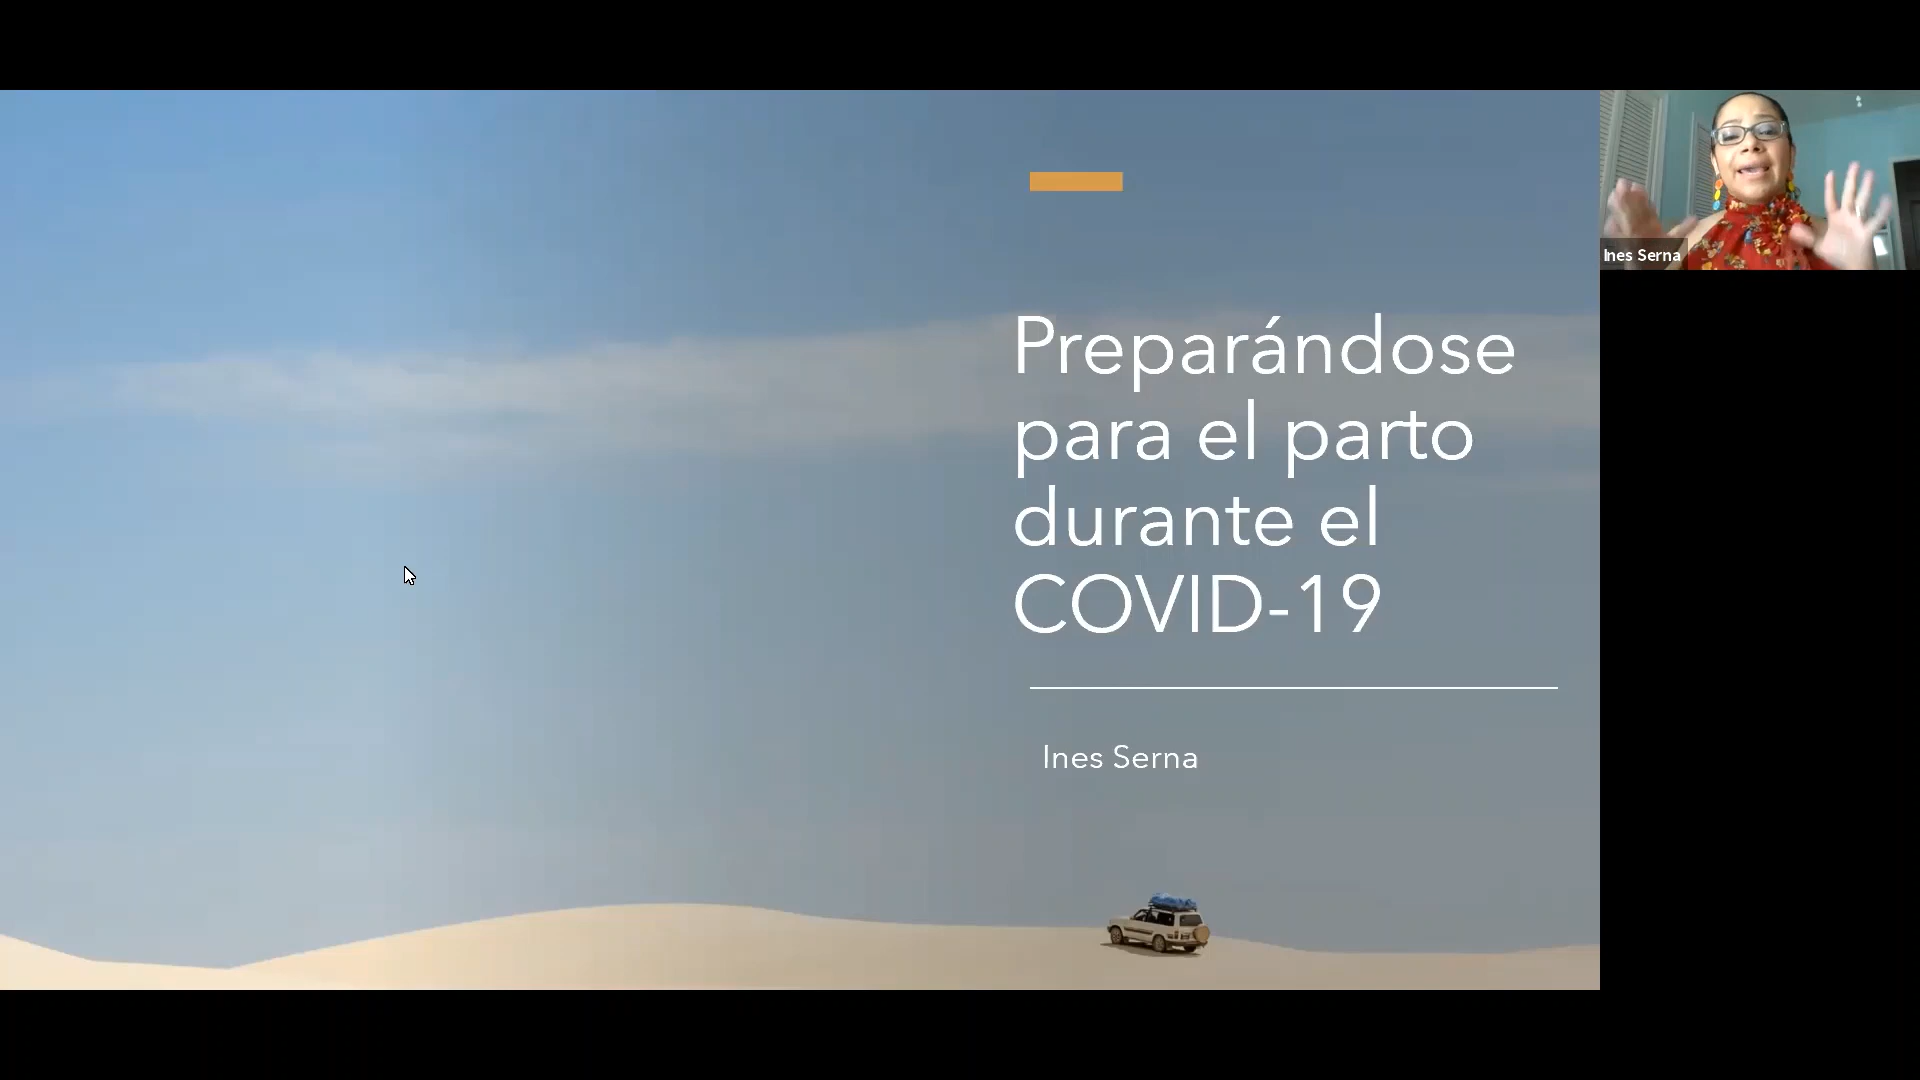 Preparándose
para el parto
durante el
COVID-19
Ines Serna
Ines Serna